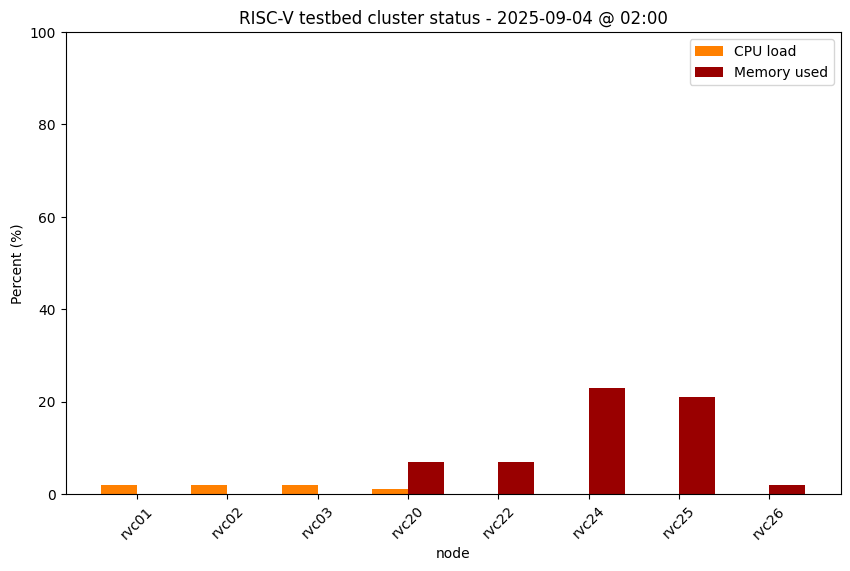 RISC-V testbed cluster status - 2025-09-04 @ 02:00
CPU load
Memory used
Percent (%)
100
80
60
40
20
0
rvc01
rvc02
rvc03
rvc20
rvc22
rvc24
rvc25
rvc26
node